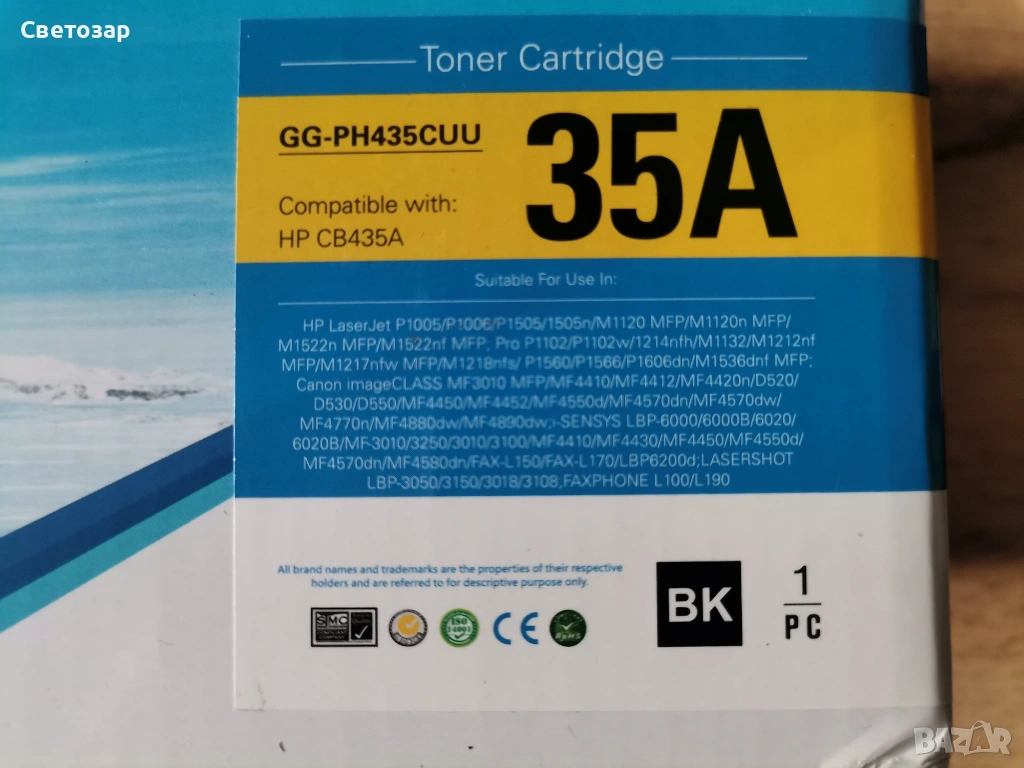 Светозар
Toner Cartridge
GG-PH435CUU
35A
Compatible with:
HP CB435A
Suitable For Use In:
HP LaserJet P1005/P1006/P1505/1505n/M1120 MFP/M1120n MFP/
M1522n MFP/M1522nf MFP; Pro P1102/P1102w/1214nfh/M1132/M1212nf
MFP/M1217nfw MFP/M1218nfs/ P1560/P1566/P1606dn/M1536dnf MFP;
Canon imageCLASS MF3010 MFP/MF4410/MF4412/MF4420n/D520/
D530/D550/MF4450/MF4452/MF4550d/MF4570dn/MF4570dw/
MF4770n/MF4880dw/MF4890dw;i-SENSYS LBP-6000/6000B/6020/
6020B/MF-3010/3250/3010/3100/MF4410/MF4430/MF4450/MF4550d/
MF4570dn/MF4580dn/FAX-L150/FAX-L170/LBP6200d;LASERSHOT
LBP-3050/3150/3018/3108;FAXPHONE L100/L190
All brand names and trademarks are the properties of their respective
holders and are referred to for descriptive purpose only.
SMC
ISO
14001
CE
RoHS
BK
1
PC
BAZAR